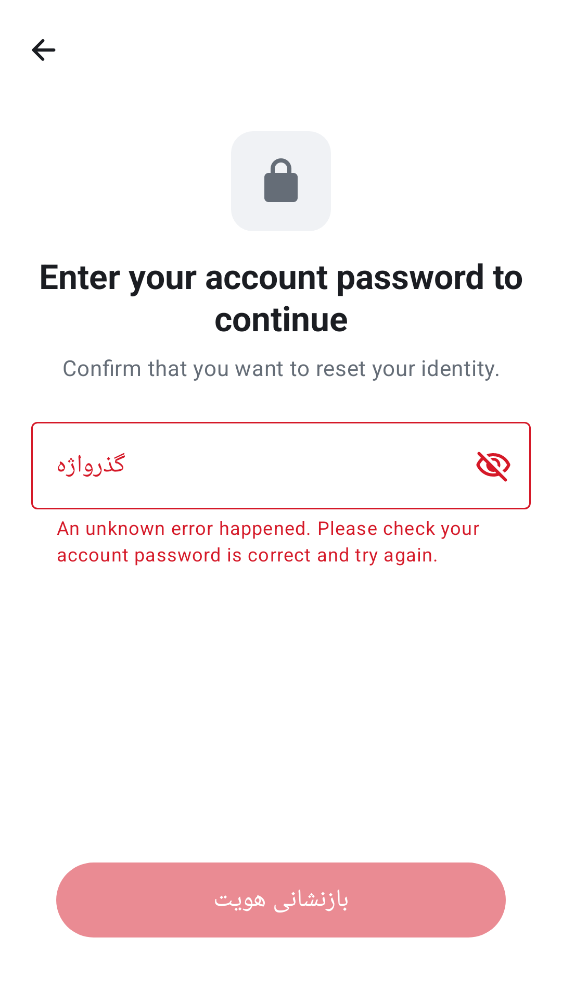 Enter your account password to
continue
Confirm that you want to reset your identity.
گذرواژه
An unknown error happened. Please check your
account password is correct and try again.
بازنشانی هویت